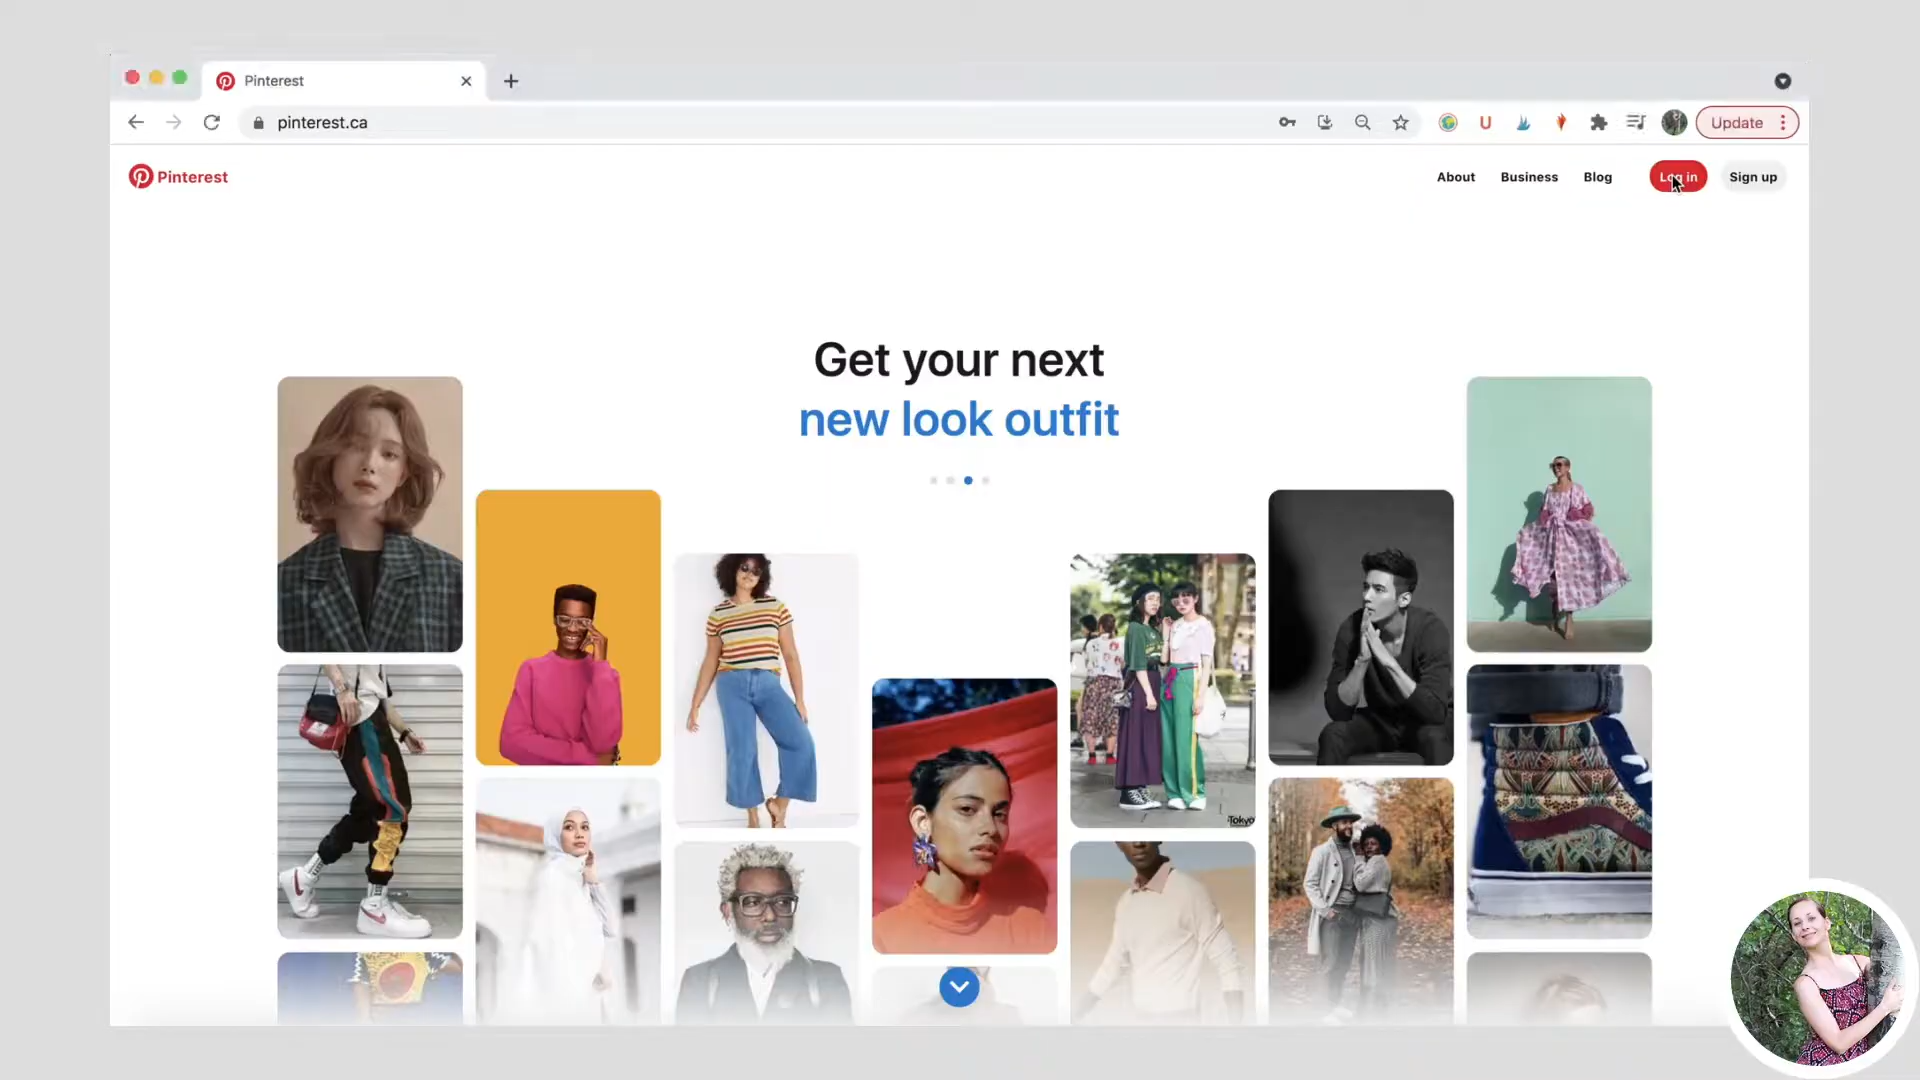 Pinterest
pinterest.ca
U
Update
Pinterest
About
Business
Blog
Log in
Sign up
Get your next
new look outfit
Tokyo